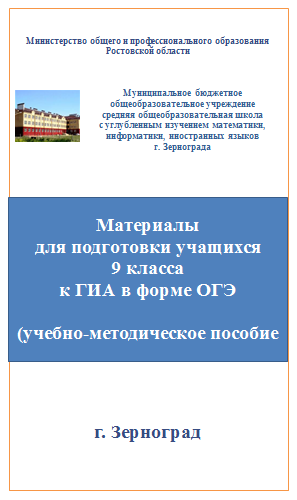 Министерство общего и профессионального образования
Ростовской области
Муниципальное бюджетное
общеобразовательное учреждение
средняя общеобразовательная школа
с углубленным изучением математики,
информатики, иностранных языков
г. Зернограда
Материалы
для подготовки учащихся
9 класса
к ГИА в форме ОГЭ
(учебно-методическое пособие
г. Зерноград